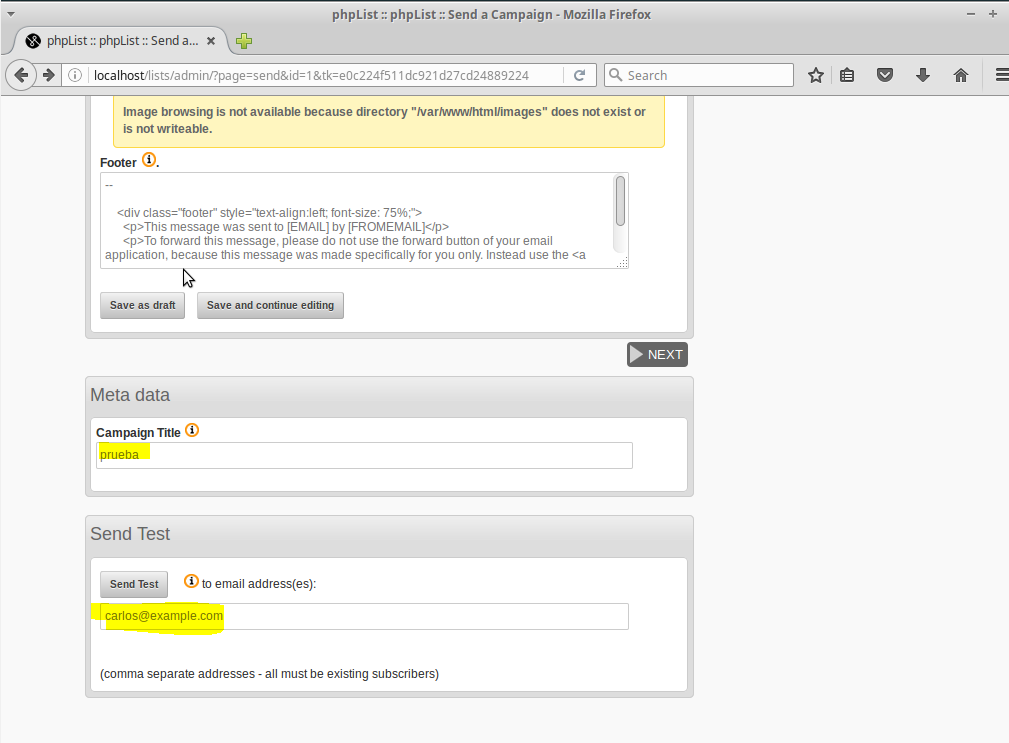 phpList :: phpList :: Send a Campaign - Mozilla Firefox
phpList :: phpList :: Send a...
localhost/lists/admin/?page=send&id=1&tk=e0c224f511dc921d27cd24889224
Search
Image browsing is not available because directory "/var/www/html/images" does not exist or
is not writeable.
Footer .
--
<div class="footer" style="text-align:left; font-size: 75%;">
<p>This message was sent to [EMAIL] by [FROMEMAIL]</p>
<p>To forward this message, please do not use the forward button of your email
application, because this message was made specifically for you only. Instead use the <a
Save as draft Save and continue editing
NEXT
Meta data
Campaign Title
prueba
Send Test
Send Test to email address(es):
carlos@example.com
(comma separate addresses - all must be existing subscribers)